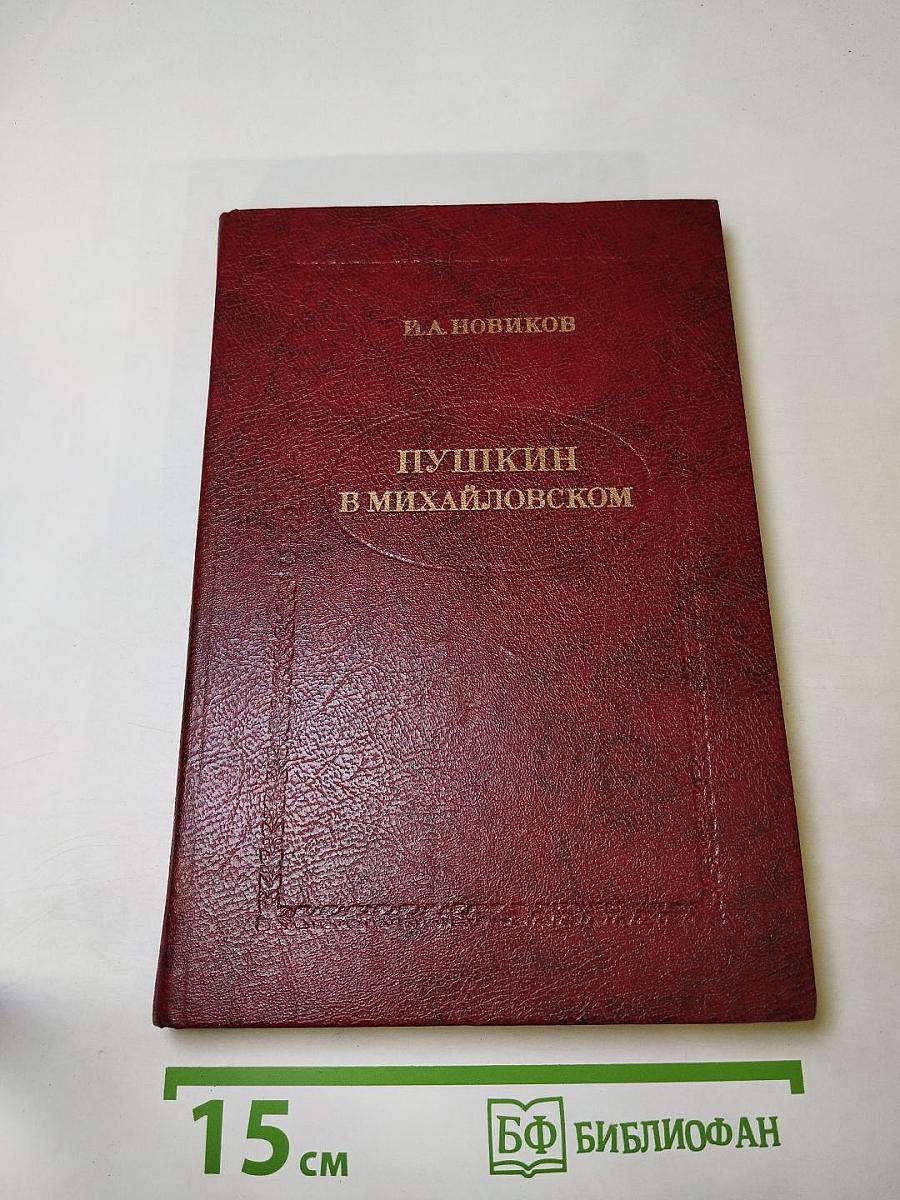 И.А.НОВИКОВ
ПУШКИН
В МИХАЙЛОВСКОМ
15 см
БФ БИБЛИОФАН